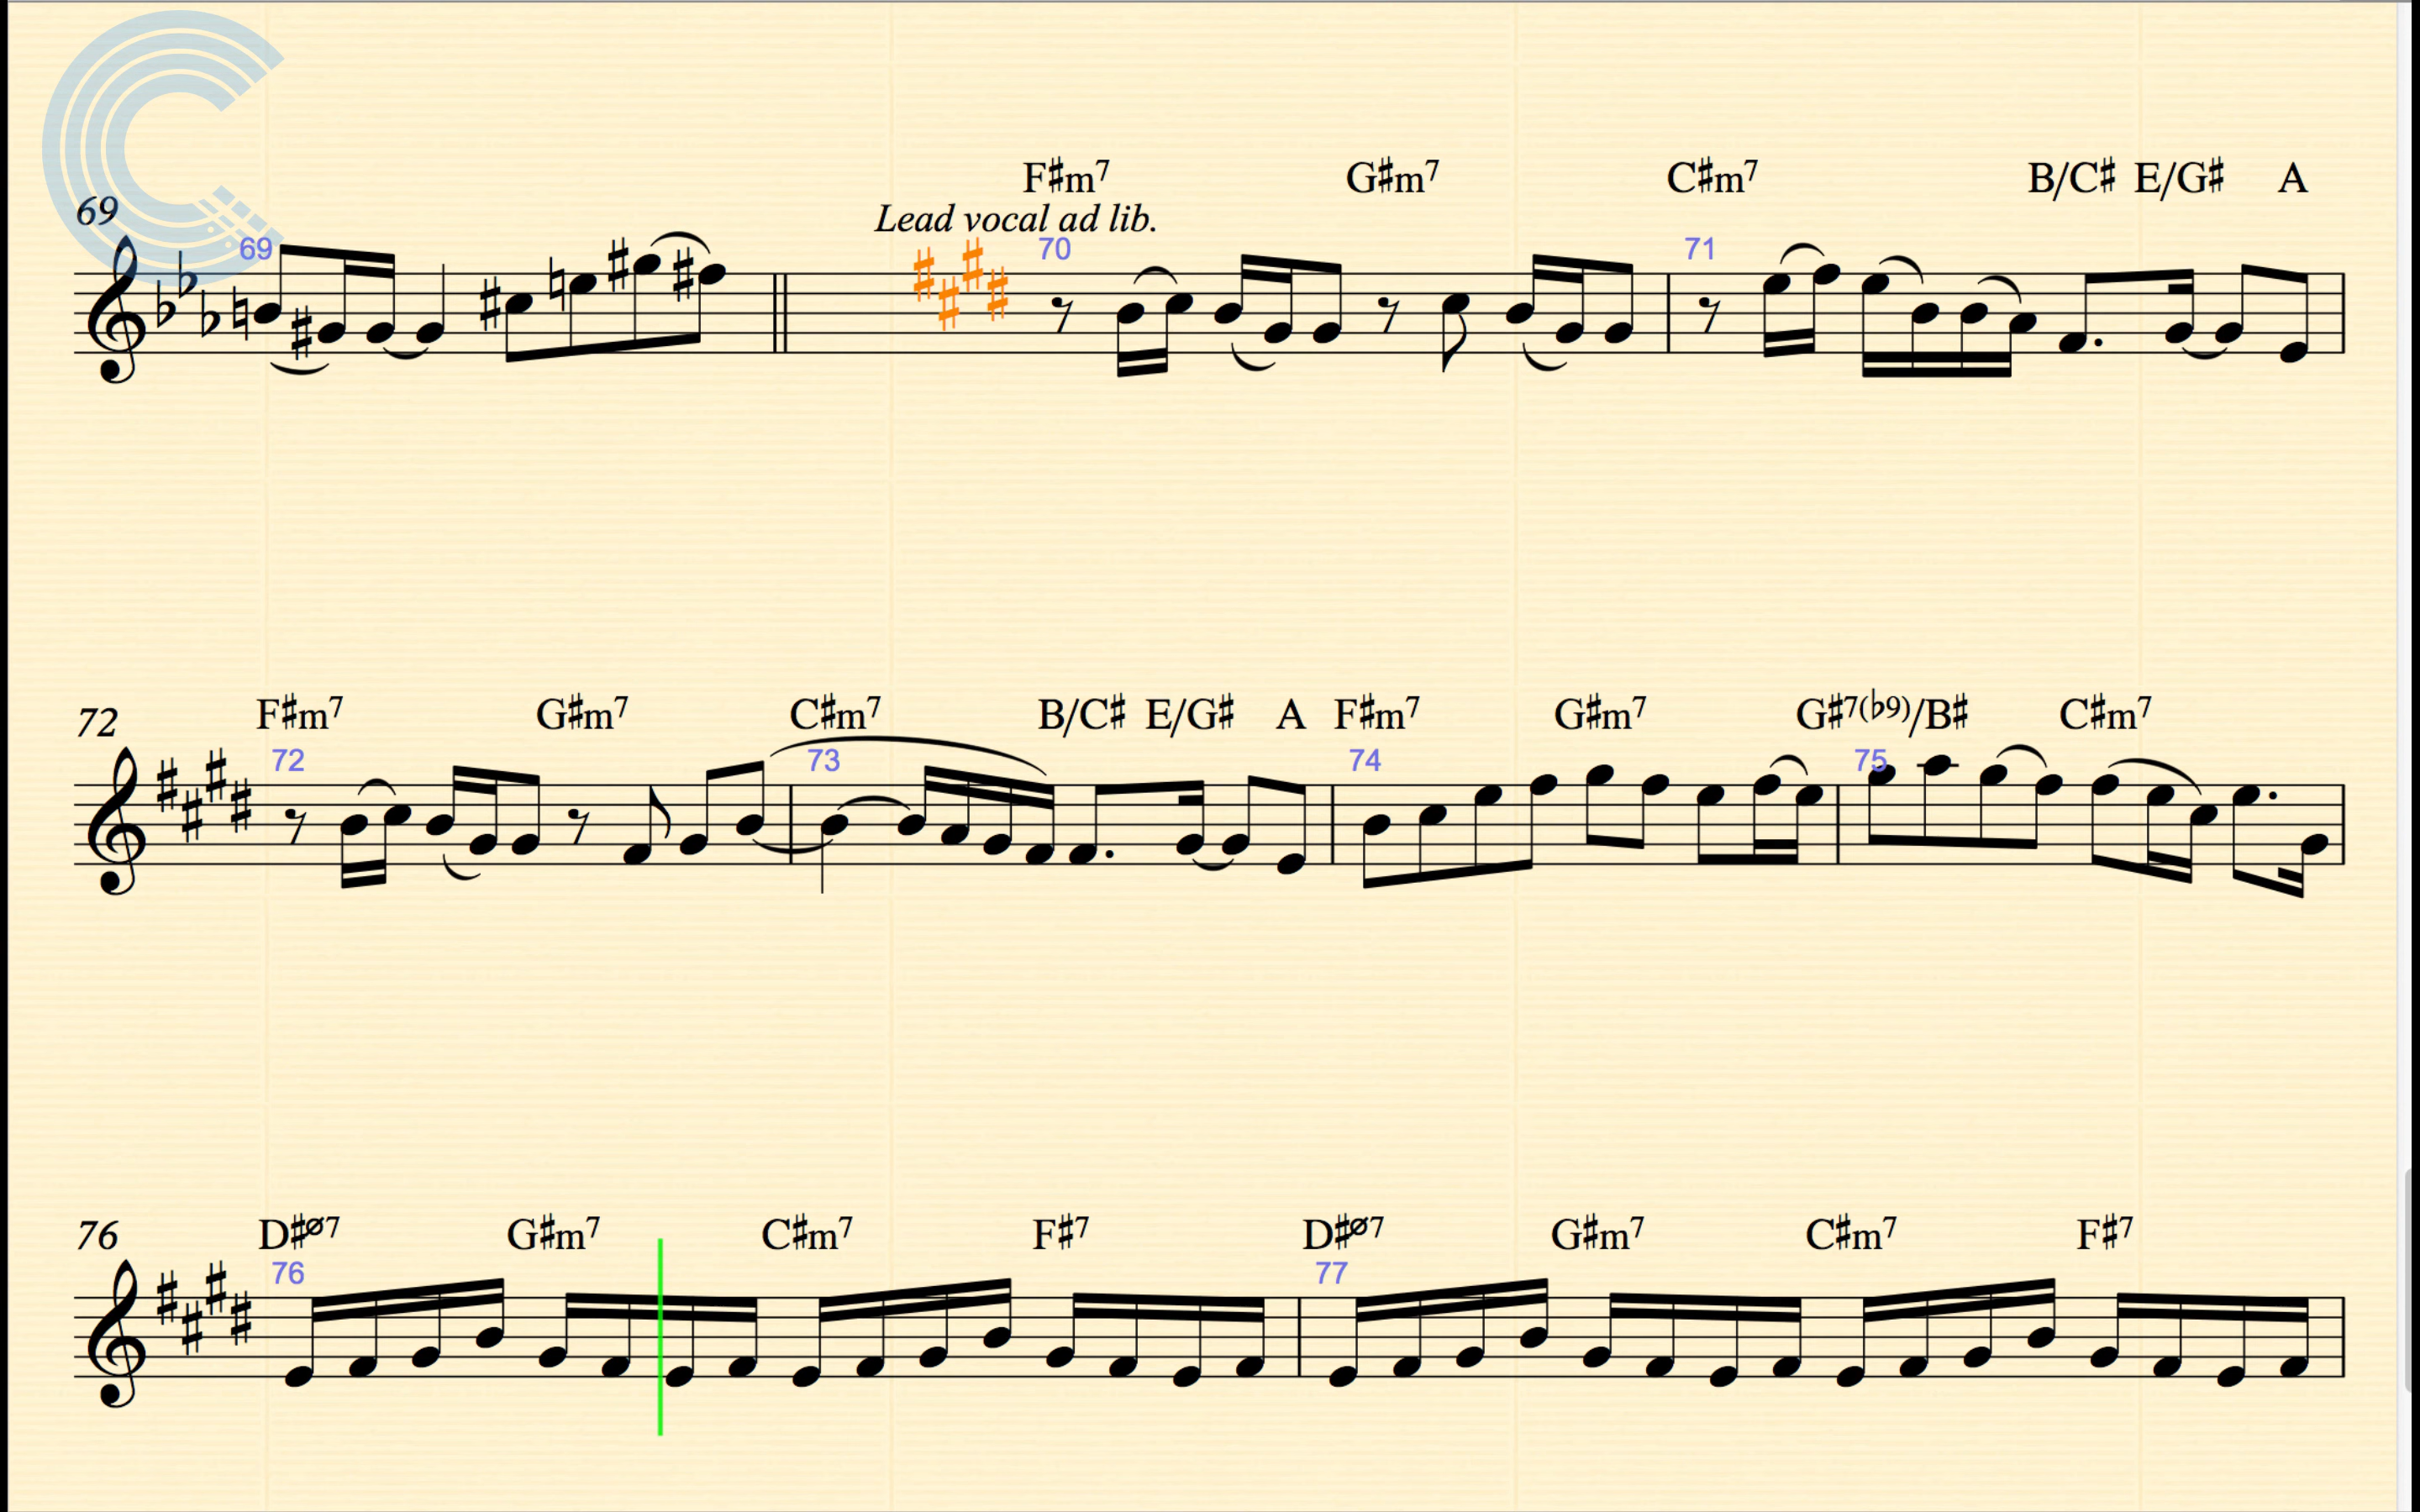 F♯m7 G♯m7 C♯m7 B/C♯ E/G♯ A
69 Lead vocal ad lib.
69 70 71
F♯m7 G♯m7 C♯m7 B/C♯ E/G♯ A F♯m7 G♯m7 G♯7(♭9)/B♯ C♯m7
72
72 73 74 75
76 D♯ø7 G♯m7 C♯m7 F♯7 D♯ø7 G♯m7 C♯m7 F♯7
76 77